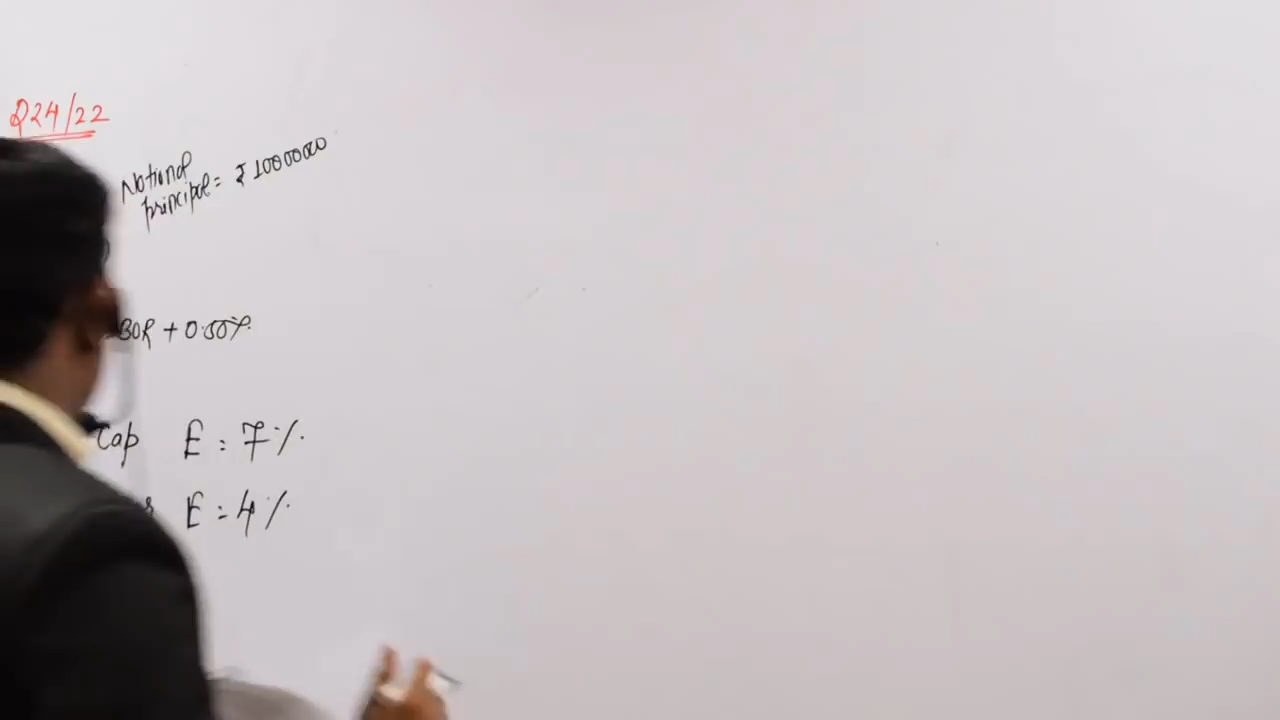 Q24/22
Notional
principal = ₹ 10000000
BOR + 0.50%
Cap E = 7%
E = 4%